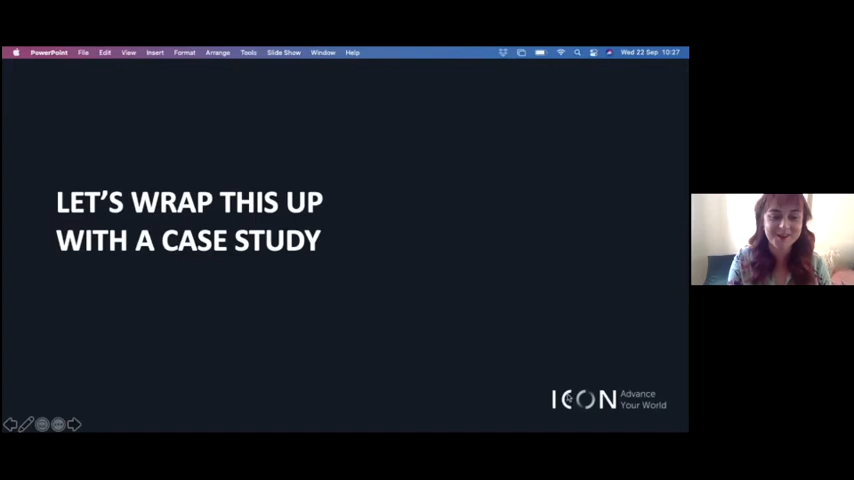 PowerPoint File Edit View Insert Format Arrange Tools Slide Show Window Help Wed 22 Sep 10:27
LET'S WRAP THIS UP
WITH A CASE STUDY
ICON Advance
Your World